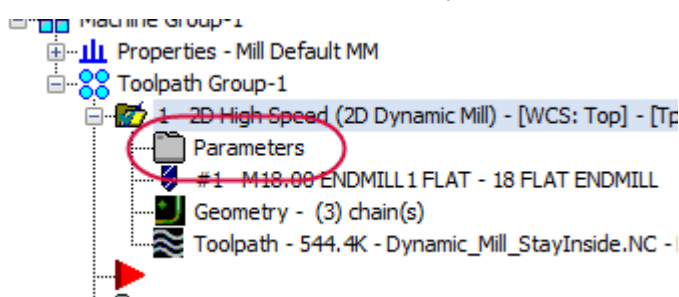 Machine Group-1
Properties - Mill Default MM
Toolpath Group-1
1 - 2D High Speed (2D Dynamic Mill) - [WCS: Top] - [Tp
Parameters
#1 - M18.00 ENDMILL1 FLAT - 18 FLAT ENDMILL
Geometry - (3) chain(s)
Toolpath - 544.4K - Dynamic_Mill_StayInside.NC -